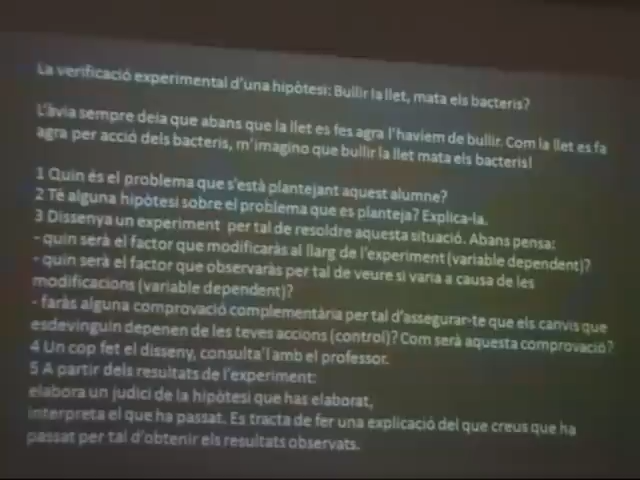 La verificació experimental d'una hipòtesi: Bullir la llet, mata els bacteris?
L'àvia sempre deia que abans que la llet es fes agra l'havíem de bullir. Com la llet es fa
agra per acció dels bacteris, m'imagino que bullir la llet mata els bacteris!
1 Quin és el problema que s'està plantejant aquest alumne?
2 Té alguna hipòtesi sobre el problema que es planteja? Explica-la.
3 Dissenya un experiment per tal de resoldre aquesta situació. Abans pensa:
- quin serà el factor que modificaràs al llarg de l'experiment (variable dependent)?
- quin serà el factor que observaràs per tal de veure si varia a causa de les
modificacions (variable dependent)?
- faràs alguna comprovació complementària per tal d'assegurar-te que els canvis que
esdevinguin depenen de les teves accions (control)? Com serà aquesta comprovació?
4 Un cop fet el disseny, consulta'l amb el professor.
5 A partir dels resultats de l'experiment:
elabora un judici de la hipòtesi que has elaborat,
interpreta el que ha passat. Es tracta de fer una explicació del que creus que ha
passat per tal d'obtenir els resultats observats.